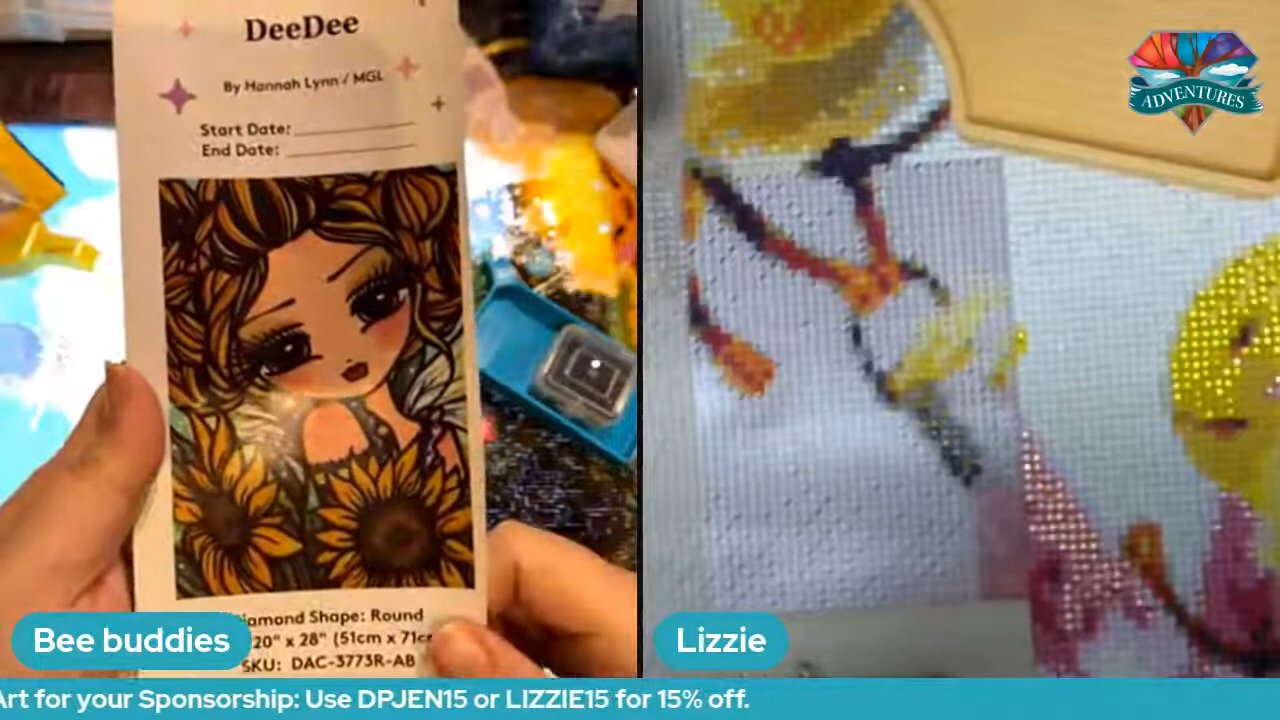 DeeDee
By Hannah Lynn / MGL
Start Date:
End Date:
Diamond Shape: Round
20" x 28" (51cm x 71c
SKU: DAC-3773R-AB
Bee buddies
ADVENTURES
Lizzie
Art for your Sponsorship: Use DPJEN15 or LIZZIE15 for 15% off.